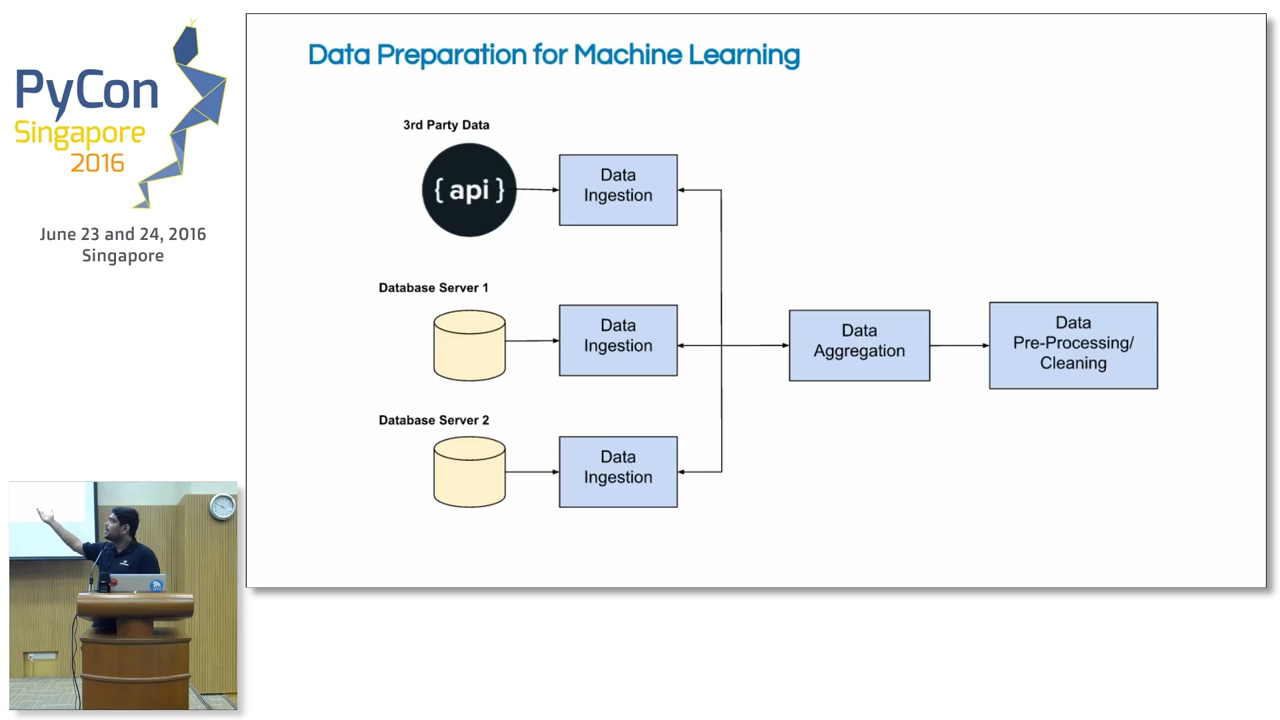 PyCon
Singapore
2016
June 23 and 24, 2016
Singapore
Data Preparation for Machine Learning
3rd Party Data
{ api }
Data
Ingestion
Database Server 1
Data
Ingestion
Data
Aggregation
Data
Pre-Processing/
Cleaning
Database Server 2
Data
Ingestion